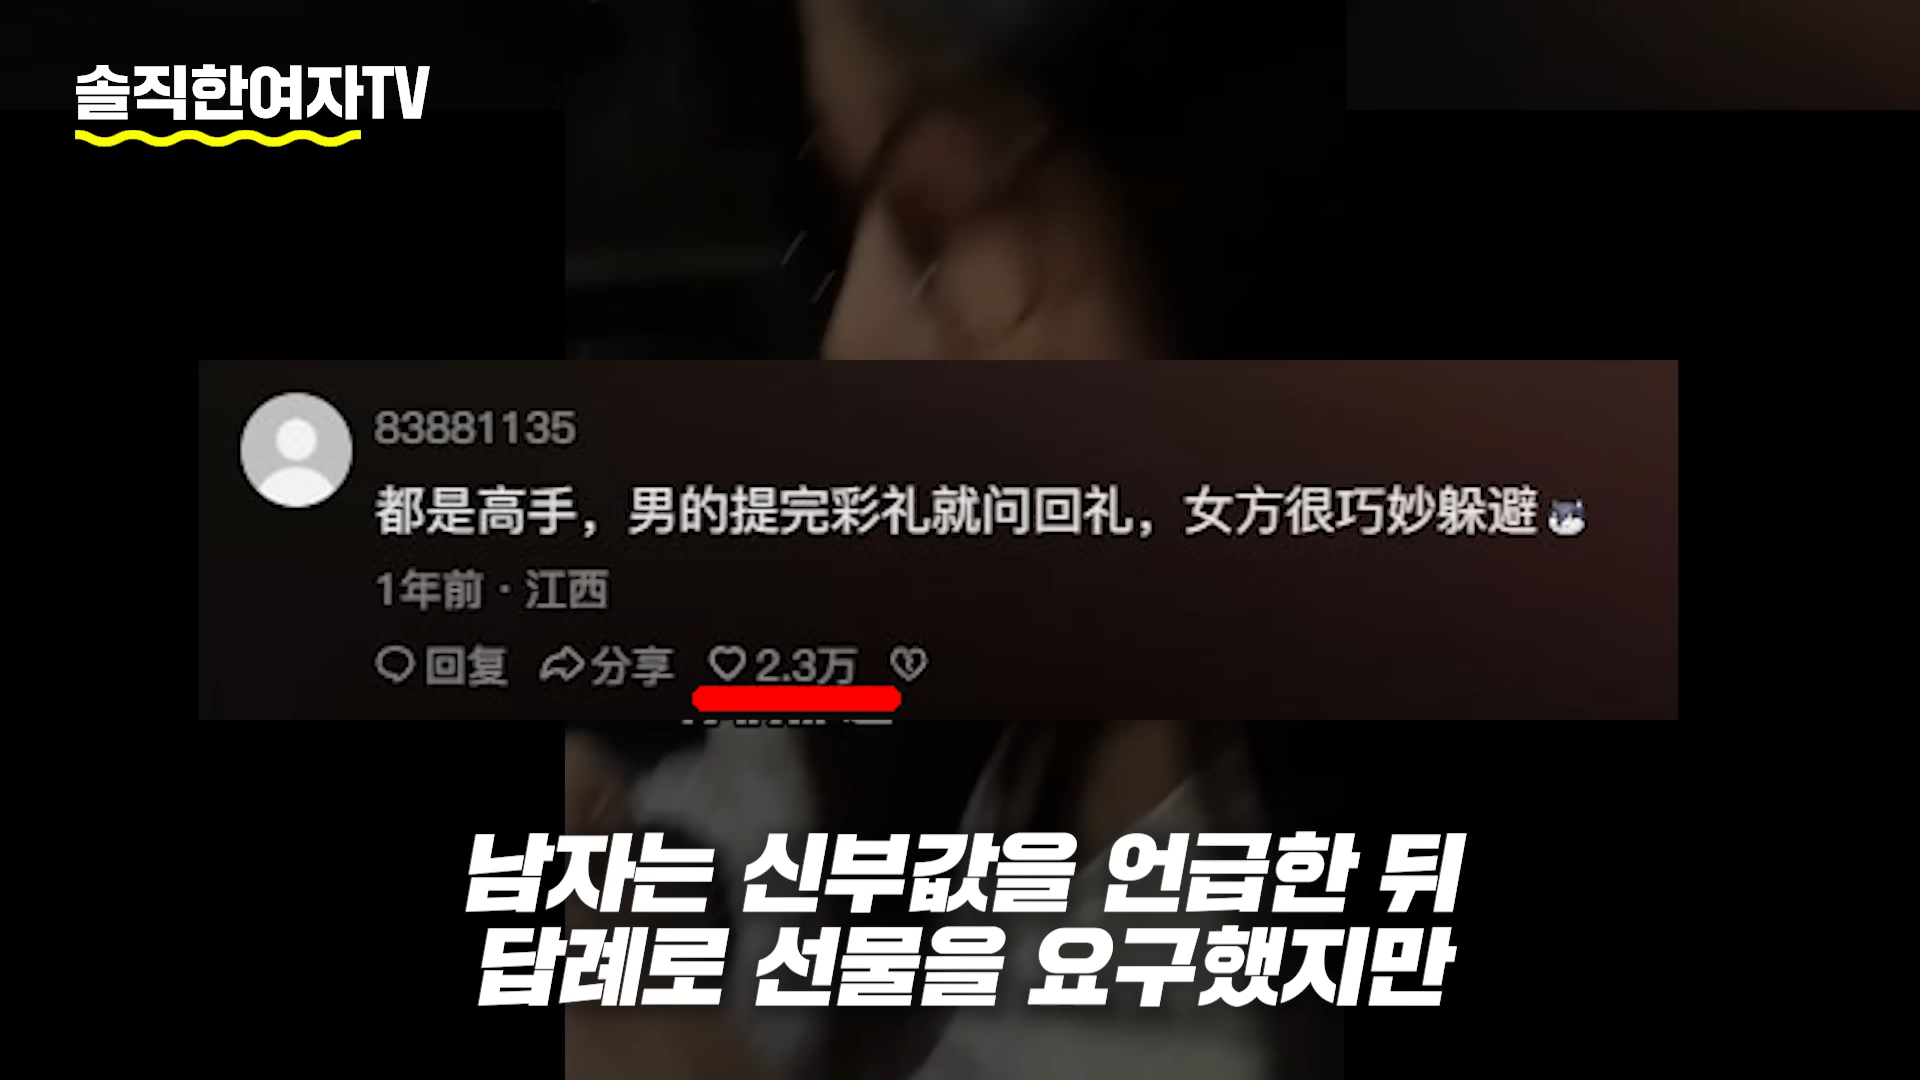 솔직한여자TV
83881135
都是高手，男的提完彩礼就问回礼，女方很巧妙躲避
1年前 · 江西
回复 分享 2.3万
남자는 신부값을 언급한 뒤
답례로 선물을 요구했지만